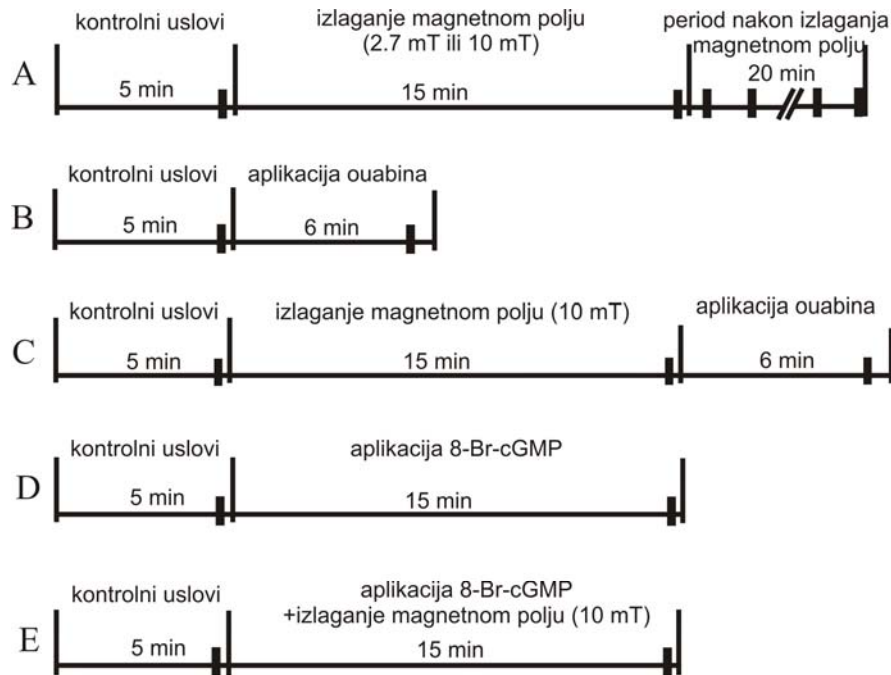 A
kontrolni uslovi
izlaganje magnetnom polju
(2.7 mT ili 10 mT)
period nakon izlaganja
magnetnom polju
5 min
15 min
20 min
B
kontrolni uslovi
aplikacija ouabina
5 min
6 min
C
kontrolni uslovi
izlaganje magnetnom polju (10 mT)
aplikacija ouabina
5 min
15 min
6 min
D
kontrolni uslovi
aplikacija 8-Br-cGMP
5 min
15 min
E
kontrolni uslovi
aplikacija 8-Br-cGMP
+izlaganje magnetnom polju (10 mT)
5 min
15 min